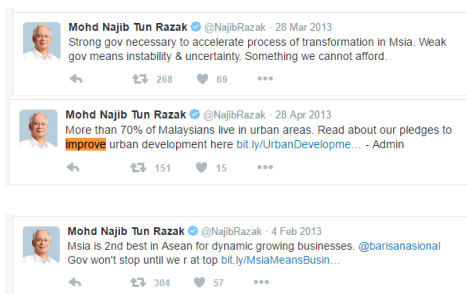 Mohd Najib Tun Razak @NajibRazak · 28 Mar 2013
Strong gov necessary to accelerate process of transformation in Msia. Weak
gov means instability & uncertainty. Something we cannot afford.
268 69
Mohd Najib Tun Razak @NajibRazak · 28 Apr 2013
More than 70% of Malaysians live in urban areas. Read about our pledges to
improve urban development here bit.ly/UrbanDevelopme… - Admin
151 15
Mohd Najib Tun Razak @NajibRazak · 4 Feb 2013
Msia is 2nd best in Asean for dynamic growing businesses. @barisanasional
Gov won't stop until we r at top bit.ly/MsiaMeansBusin…
304 57